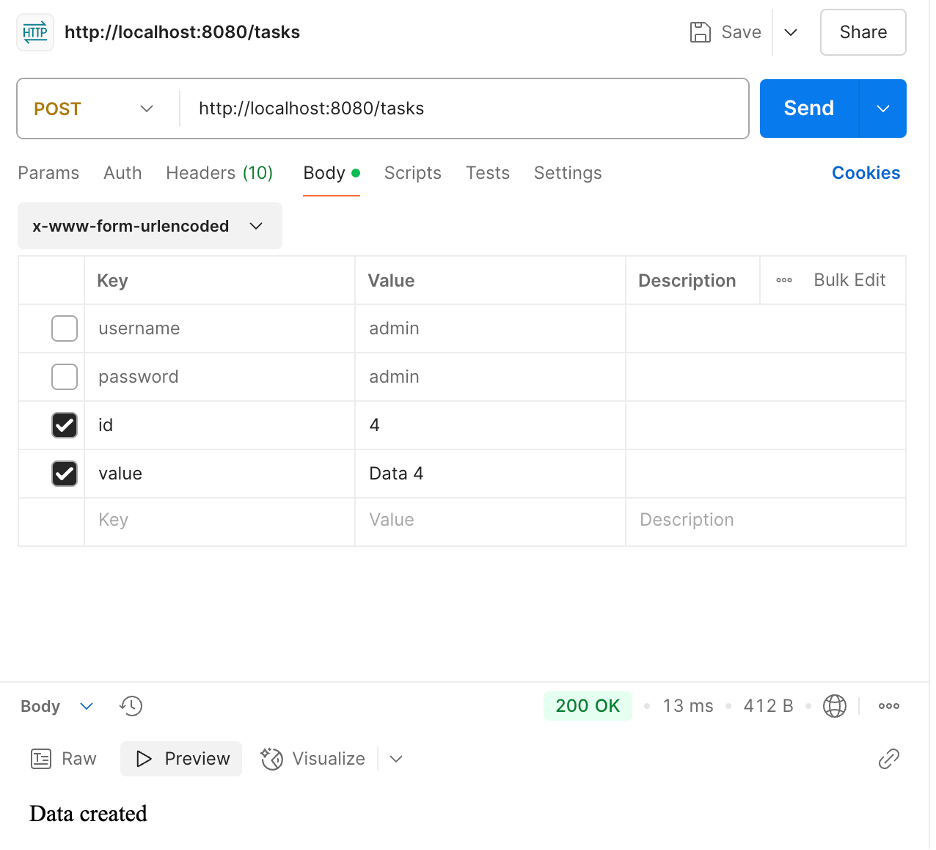 HTTP http://localhost:8080/tasks Save Share
POST http://localhost:8080/tasks Send
Params Auth Headers (10) Body Scripts Tests Settings Cookies
x-www-form-urlencoded
Key Value Description Bulk Edit
username admin
password admin
id 4
value Data 4
Key Value Description
Body 200 OK 13 ms 412 B
Raw Preview Visualize
Data created